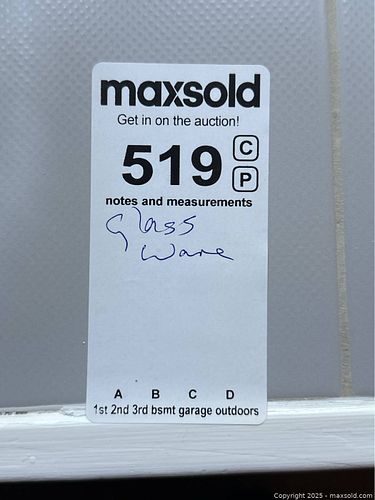 maxsold
Get in on the auction!
519 C
P
notes and measurements
Glass
Ware
A B C D
1st 2nd 3rd bsmt garage outdoors
Copyright 2025 - maxsold.com